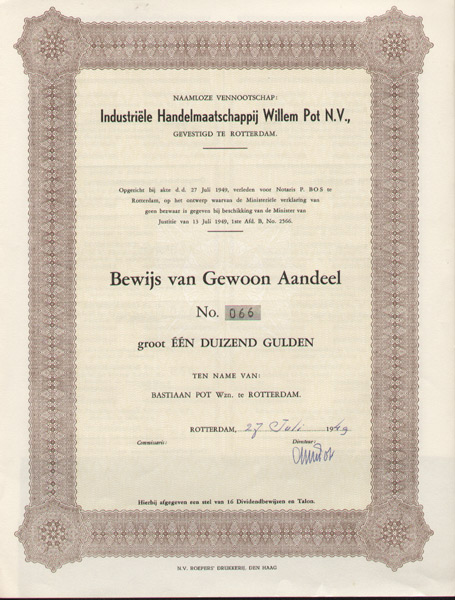 NAAMLOZE VENNOOTSCHAP:
Industriële Handelmaatschappij Willem Pot N.V.,
GEVESTIGD TE ROTTERDAM.
Opgericht bij akte d.d. 27 Juli 1949, verleden voor Notaris P. BOS te
Rotterdam, op het ontwerp waarvan de Ministeriële verklaring van
geen bezwaar is gegeven bij beschikking van de Minister van
Justitie van 13 Juli 1949, 1ste Afd. B, No. 2566.
Bewijs van Gewoon Aandeel
No. 066
groot ÉÉN DUIZEND GULDEN
TEN NAME VAN:
BASTIAAN POT Wzn. te ROTTERDAM.
ROTTERDAM, 27 Juli 1949
Commissaris: Directeur:
Hierbij afgegeven een stel van 16 Dividendbewijzen en Talon.
N.V. ROEPERS' DRUKKERIJ, DEN HAAG